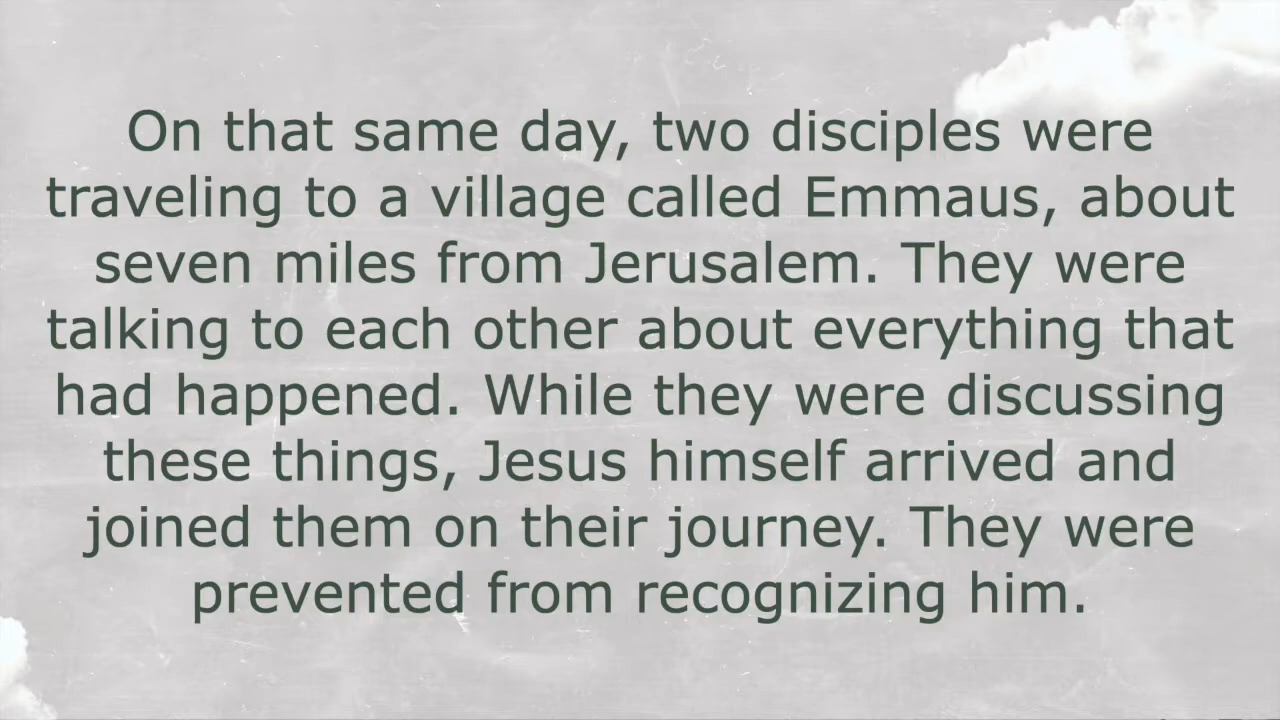 On that same day, two disciples were
traveling to a village called Emmaus, about
seven miles from Jerusalem. They were
talking to each other about everything that
had happened. While they were discussing
these things, Jesus himself arrived and
joined them on their journey. They were
prevented from recognizing him.